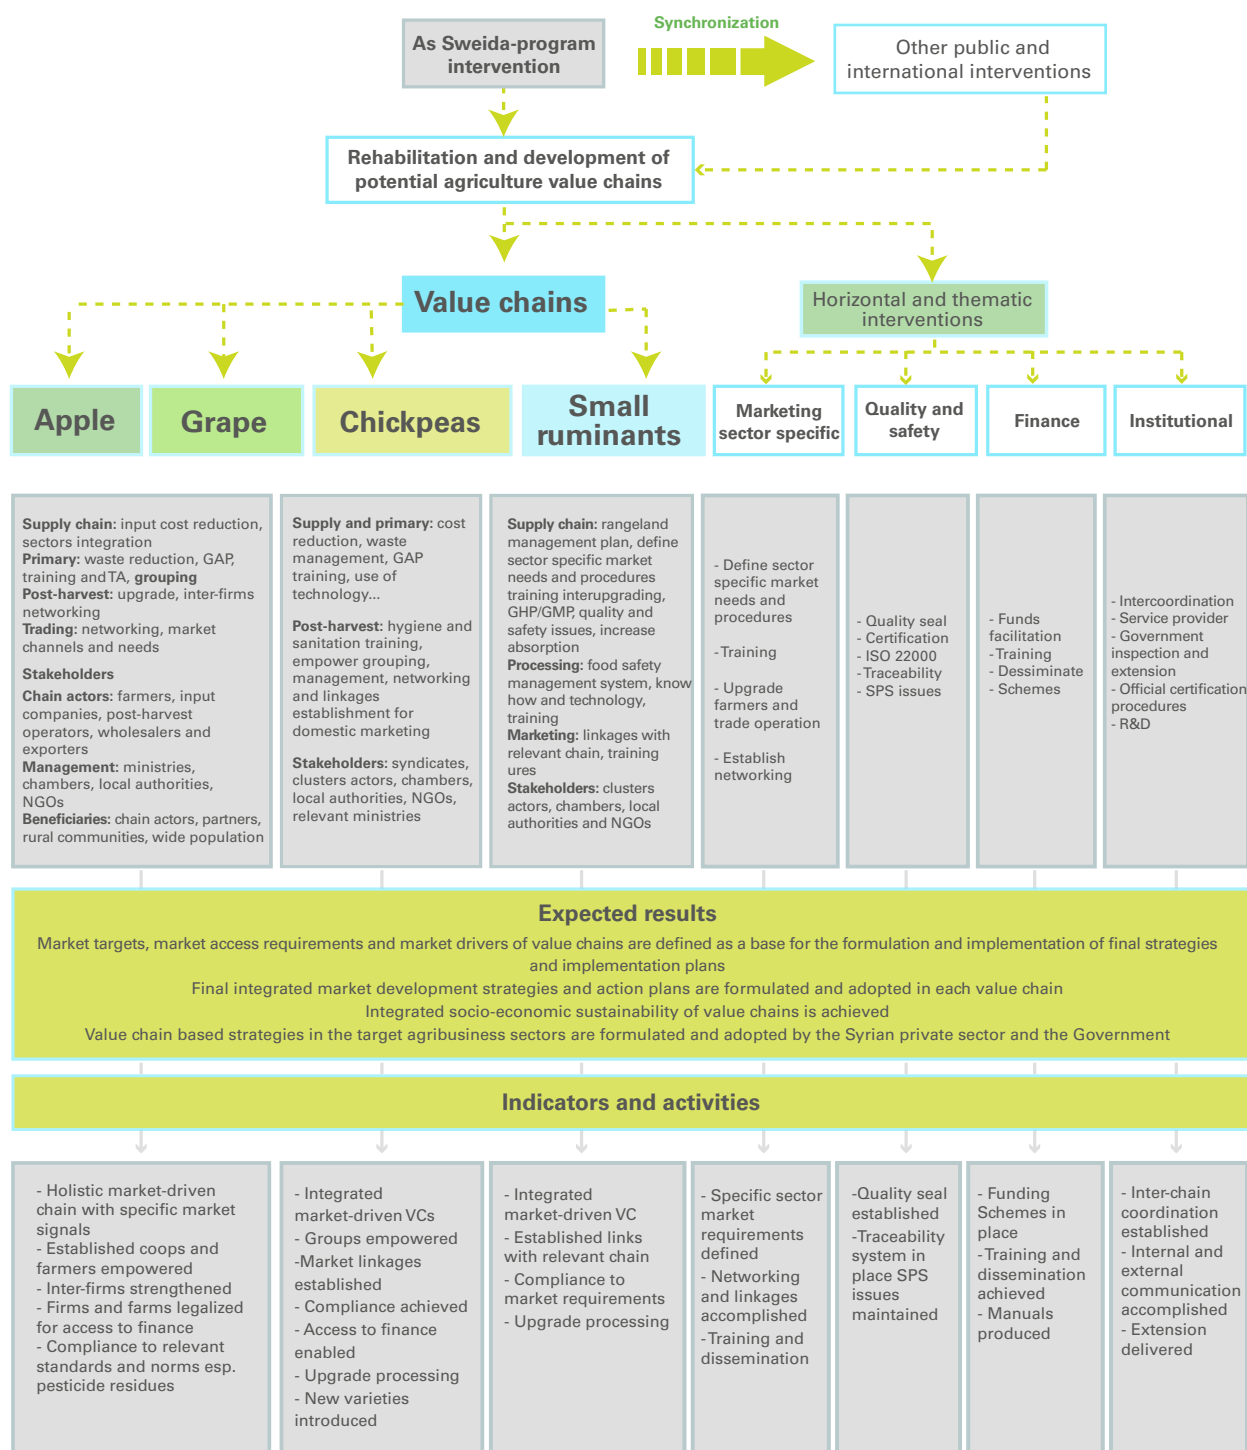 Synchronization
As Sweida-program
intervention
Other public and
international interventions
Rehabilitation and development of
potential agriculture value chains
Value chains
Horizontal and thematic
interventions
Apple
Grape
Chickpeas
Small
ruminants
Marketing
sector specific
Quality and
safety
Finance
Institutional
Supply chain: input cost reduction,
sectors integration
Primary: waste reduction, GAP,
training and TA, grouping
Post-harvest: upgrade, inter-firms
networking
Trading: networking, market
channels and needs
Stakeholders
Chain actors: farmers, input
companies, post-harvest
operators, wholesalers and
exporters
Management: ministries,
chambers, local authorities,
NGOs
Beneficiaries: chain actors, partners,
rural communities, wide population
Supply and primary: cost
reduction, waste
management, GAP
training, use of
technology...
Post-harvest: hygiene and
sanitation training,
empower grouping,
management, networking
and linkages
establishment for
domestic marketing
Stakeholders: syndicates,
clusters actors, chambers,
local authorities, NGOs,
relevant ministries
Supply chain: rangeland
management plan, define
sector specific market
needs and procedures
training interupgrading,
GHP/GMP, quality and
safety issues, increase
absorption
Processing: food safety
management system, know
how and technology,
training
Marketing: linkages with
relevant chain, training
ures
Stakeholders: clusters
actors, chambers, local
authorities and NGOs
- Define sector
specific market
needs and
procedures
- Training
- Upgrade
farmers and
trade operation
- Establish
networking
- Quality seal
- Certification
- ISO 22000
- Traceability
- SPS issues
- Funds
facilitation
- Training
- Dessiminate
- Schemes
- Intercoordination
- Service provider
- Government
inspection and
extension
- Official certification
procedures
- R&D
Expected results
Market targets, market access requirements and market drivers of value chains are defined as a base for the formulation and implementation of final strategies
and implementation plans
Final integrated market development strategies and action plans are formulated and adopted in each value chain
Integrated socio-economic sustainability of value chains is achieved
Value chain based strategies in the target agribusiness sectors are formulated and adopted by the Syrian private sector and the Government
Indicators and activities
- Holistic market-driven
chain with specific market
signals
- Established coops and
farmers empowered
- Inter-firms strengthened
- Firms and farms legalized
for access to finance
- Compliance to relevant
standards and norms esp.
pesticide residues
- Integrated
market-driven VCs
- Groups empowered
-Market linkages
established
- Compliance achieved
- Access to finance
enabled
- Upgrade processing
- New varieties
introduced
- Integrated
market-driven VC
- Established links
with relevant chain
- Compliance to
market requirements
- Upgrade processing
- Specific sector
market
requirements
defined
- Networking
and linkages
accomplished
- Training and
dissemination
-Quality seal
established
-Traceability
system in
place SPS
issues
maintained
- Funding
Schemes in
place
- Training and
dissemination
achieved
- Manuals
produced
- Inter-chain
coordination
established
- Internal and
external
communication
accomplished
- Extension
delivered